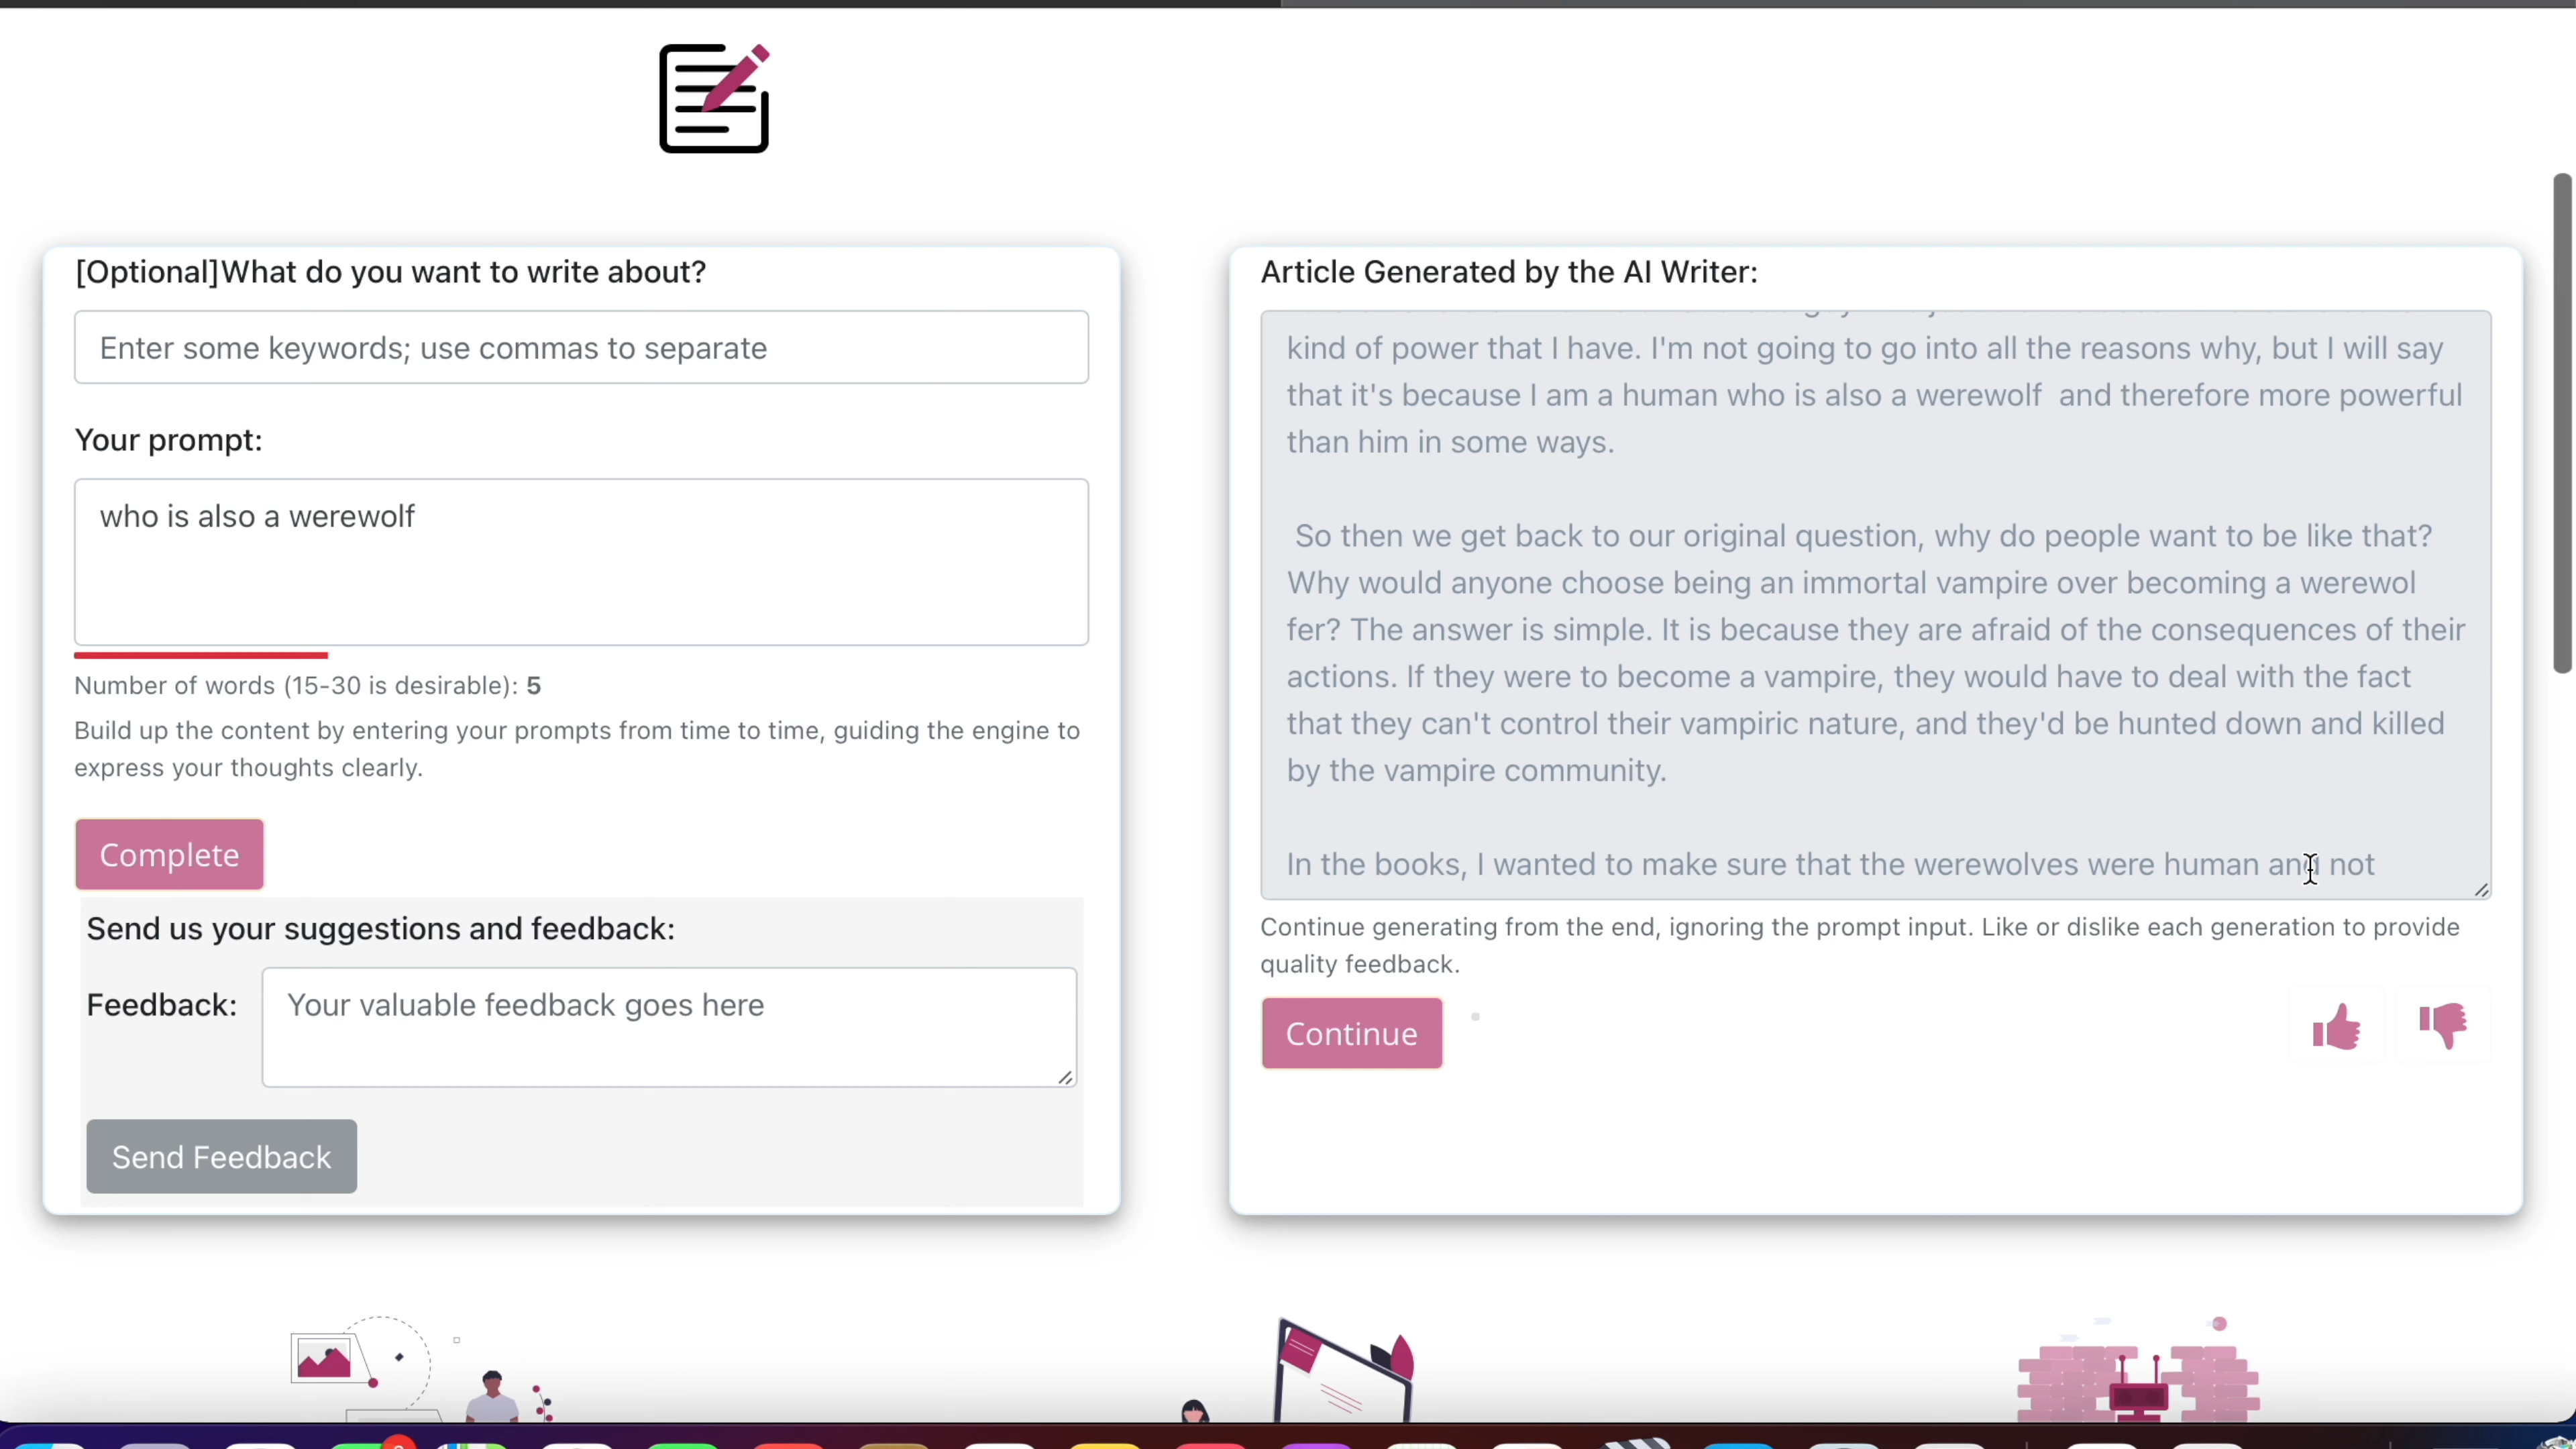 [Optional]What do you want to write about?
Enter some keywords; use commas to separate
Your prompt:
who is also a werewolf
Number of words (15-30 is desirable): 5
Build up the content by entering your prompts from time to time, guiding the engine to
express your thoughts clearly.
Complete
Send us your suggestions and feedback:
Feedback:
Your valuable feedback goes here
Send Feedback
Article Generated by the AI Writer:
kind of power that I have. I'm not going to go into all the reasons why, but I will say
that it's because I am a human who is also a werewolf  and therefore more powerful
than him in some ways.
So then we get back to our original question, why do people want to be like that?
Why would anyone choose being an immortal vampire over becoming a werewol
fer? The answer is simple. It is because they are afraid of the consequences of their
actions. If they were to become a vampire, they would have to deal with the fact
that they can't control their vampiric nature, and they'd be hunted down and killed
by the vampire community.
In the books, I wanted to make sure that the werewolves were human and not
Continue generating from the end, ignoring the prompt input. Like or dislike each generation to provide
quality feedback.
Continue